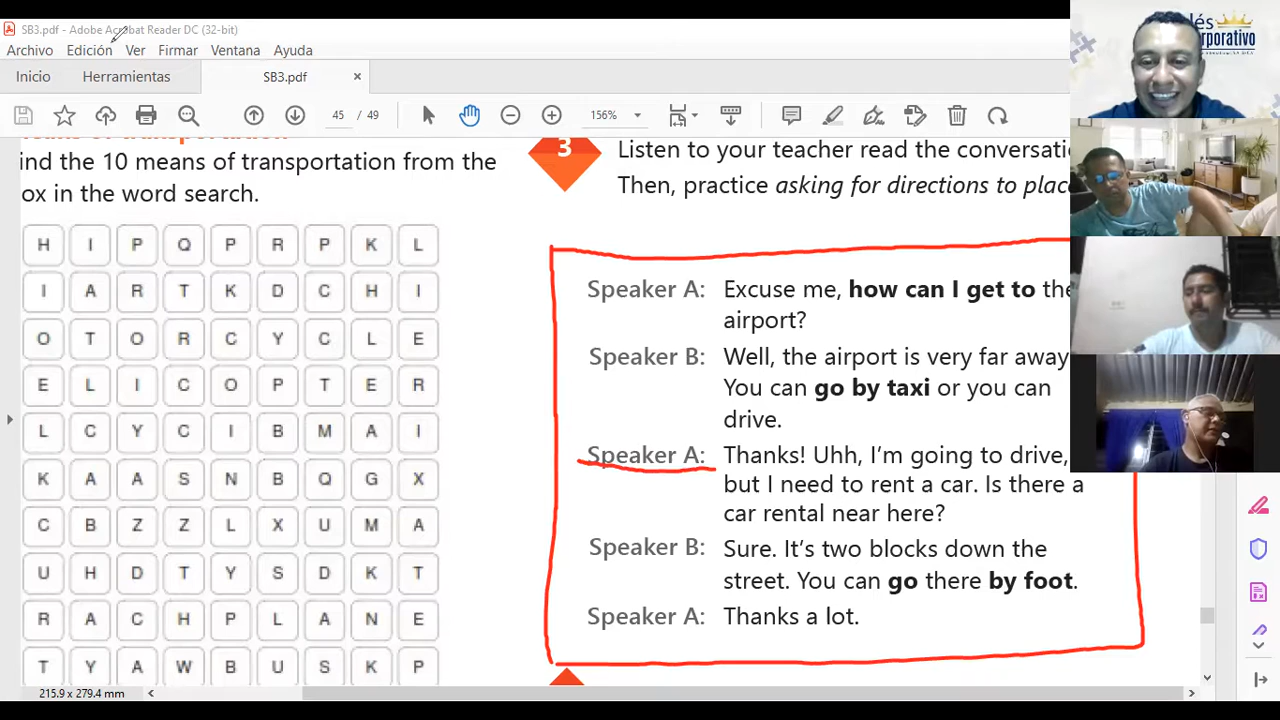 SB3.pdf - Adobe Acrobat Reader DC (32-bit)
Archivo Edición Ver Firmar Ventana Ayuda
Inicio Herramientas SB3.pdf ×
45 / 49 156%
ind the 10 means of transportation from the
ox in the word search.
H I P Q P R P K L
I A R T K D C H I
O T O R C Y C L E
E L I C O P T E R
L C Y C I B M A I
K A A S N B Q G X
C B Z Z L X U M A
U H D T Y S D K T
R A C H P L A N E
T Y A W B U S K P
3
Listen to your teacher read the conversati
Then, practice asking for directions to plac
Speaker A: Excuse me, how can I get to the
airport?
Speaker B: Well, the airport is very far away
You can go by taxi or you can
drive.
Speaker A: Thanks! Uhh, I'm going to drive,
but I need to rent a car. Is there a
car rental near here?
Speaker B: Sure. It's two blocks down the
street. You can go there by foot.
Speaker A: Thanks a lot.
215.9 x 279.4 mm
lés
rporativo